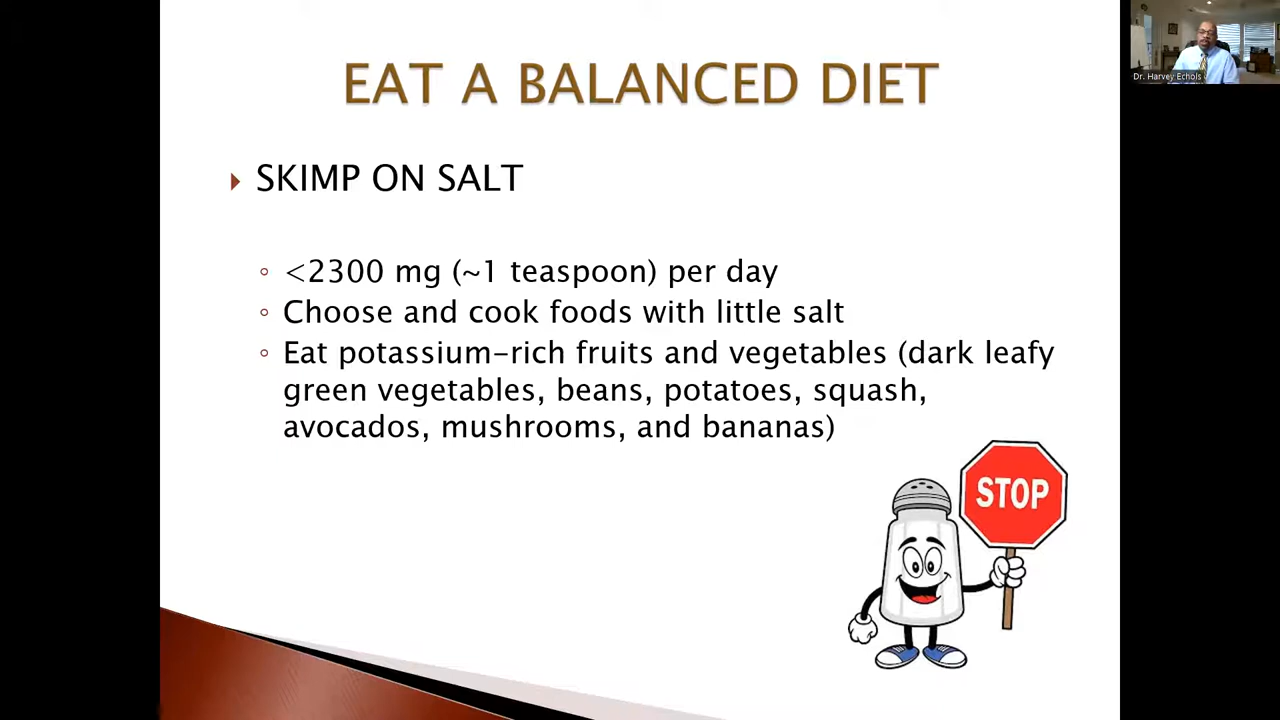 EAT A BALANCED DIET
SKIMP ON SALT
<2300 mg (~1 teaspoon) per day
Choose and cook foods with little salt
Eat potassium-rich fruits and vegetables (dark leafy
green vegetables, beans, potatoes, squash,
avocados, mushrooms, and bananas)
STOP
Dr. Harvey Echols